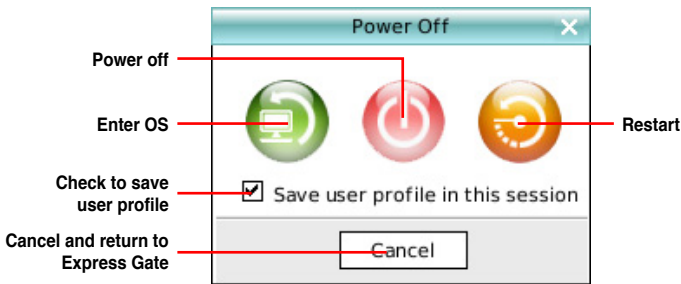 Power Off
Power off
Enter OS
Restart
Check to save
user profile
Save user profile in this session
Cancel and return to
Express Gate
Cancel